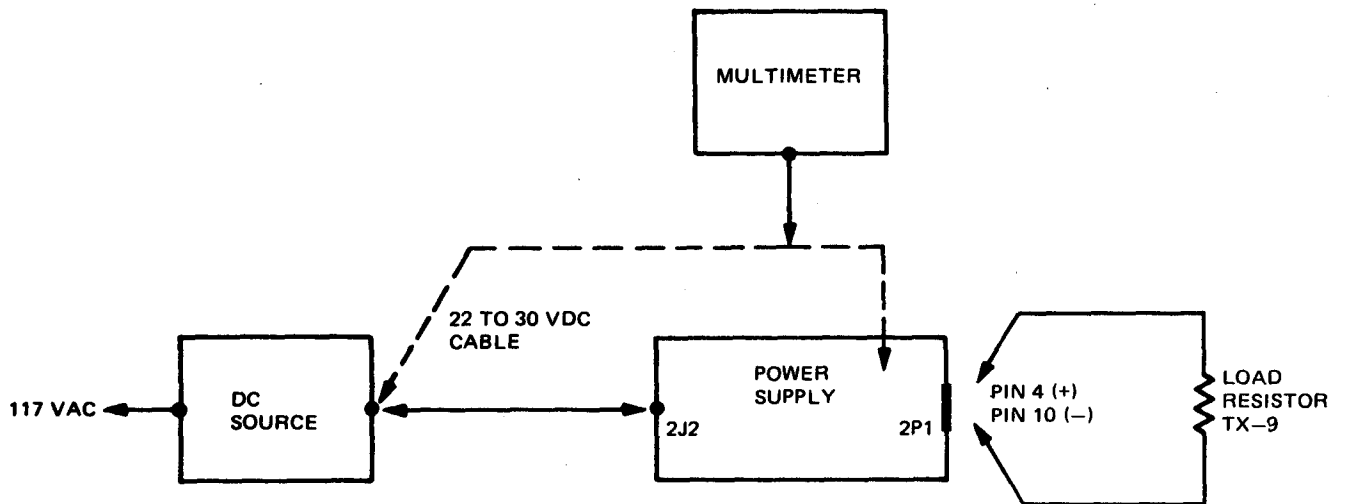 MULTIMETER
22 TO 30 VDC
CABLE
117 VAC
DC
SOURCE
POWER
SUPPLY
2J2
2P1
PIN 4 (+)
PIN 10 (–)
LOAD
RESISTOR
TX–9